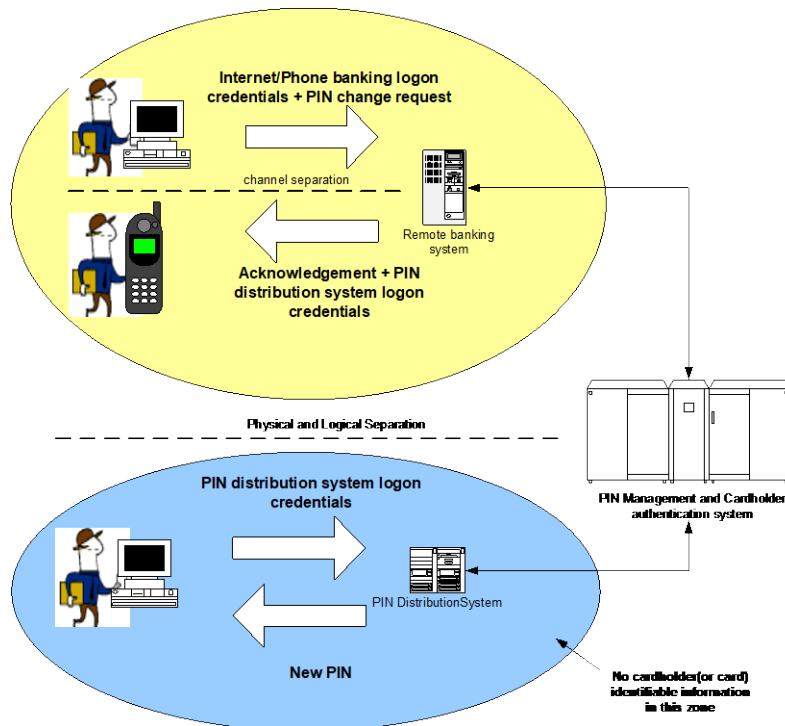 Internet/Phone banking logon
credentials + PIN change request
channel separation
Remote banking
system
Acknowledgement + PIN
distribution system logon
credentials
Physical and Logical Separation
PIN Management and Cardholder
authentication system
PIN distribution system logon
credentials
PIN DistributionSystem
New PIN
No cardholder(or card)
identifiable information
in this zone